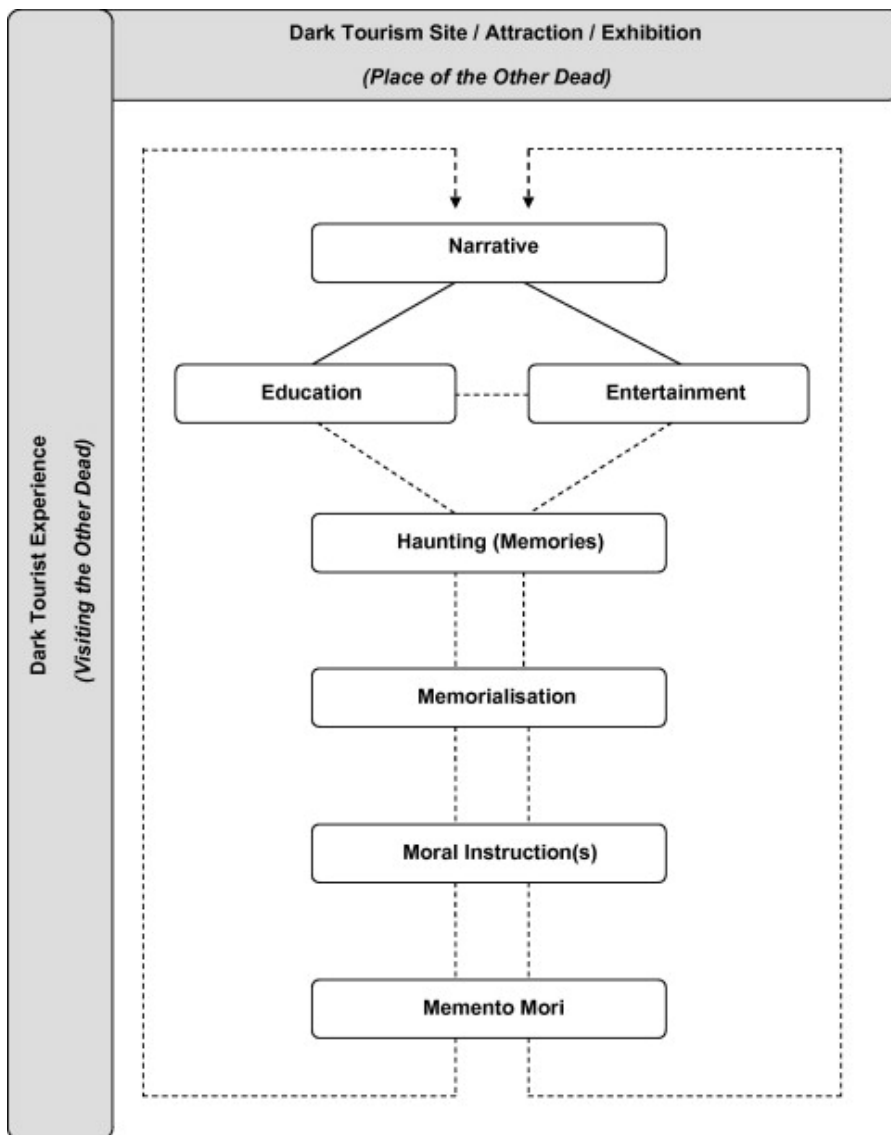 Dark Tourism Site / Attraction / Exhibition
(Place of the Other Dead)
Dark Tourist Experience
(Visiting the Other Dead)
Narrative
Education
Entertainment
Haunting (Memories)
Memorialisation
Moral Instruction(s)
Memento Mori